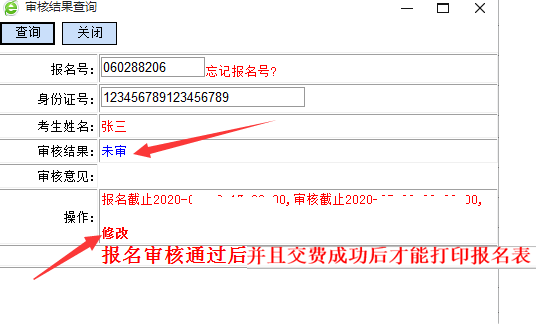 审核结果查询
查询 关闭
报名号: 060288206 忘记报名号?
身份证号: 123456789123456789
考生姓名: 张三
审核结果: 未审
审核意见:
报名截止2020-0 00,审核截止2020-0 00,
操作:
修改
报名审核通过后并且交费成功后才能打印报名表